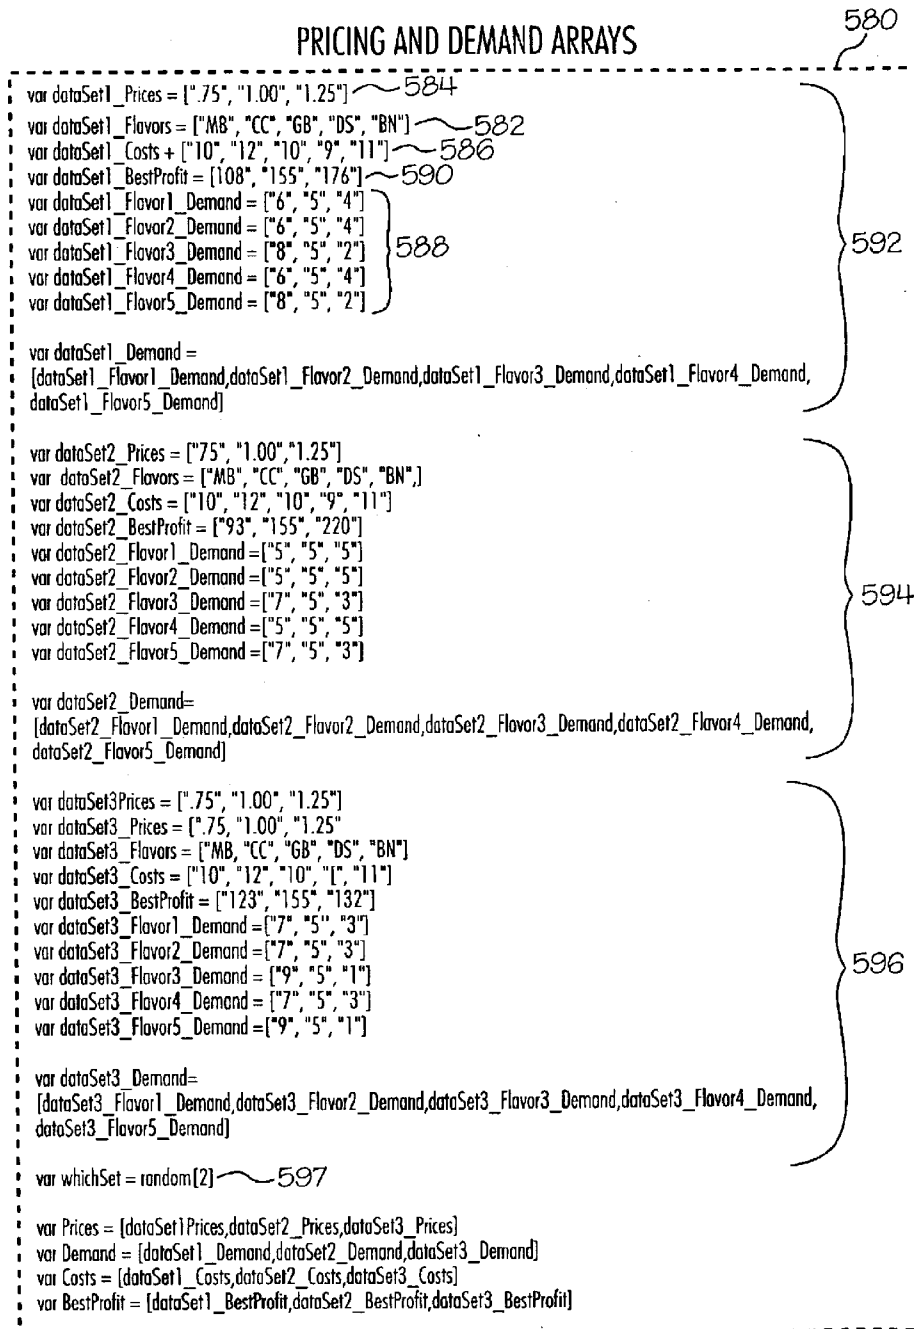 580
PRICING AND DEMAND ARRAYS
var dataSet1_Prices = [".75", "1.00", "1.25"] 584
var dataSet1_Flavors = ["MB", "CC", "GB", "DS", "BN"] 582
var dataSet1_Costs + ["10", "12", "10", "9", "11"] 586
var dataSet1_BestProfit = [108", "155", "176"] 590
var dataSet1_Flavor1_Demand = ["6", "5", "4"]
var dataSet1_Flavor2_Demand = ["6", "5", "4"]
var dataSet1_Flavor3_Demand = ["8", "5", "2"] 588 592
var dataSet1_Flavor4_Demand = ["6", "5", "4"]
var dataSet1_Flavor5_Demand = ["8", "5", "2"]
var dataSet1_Demand =
[dataSet1_Flavor1_Demand,dataSet1_Flavor2_Demand,dataSet1_Flavor3_Demand,dataSet1_Flavor4_Demand,
dataSet1_Flavor5_Demand]
var dataSet2_Prices = ["75", "1.00","1.25"]
var dataSet2_Flavors = ["MB", "CC", "GB", "DS", "BN",]
var dataSet2_Costs = ["10", "12", "10", "9", "11"]
var dataSet2_BestProfit = ["93", "155", "220"]
var dataSet2_Flavor1_Demand =["5", "5", "5"]
var dataSet2_Flavor2_Demand =["5", "5", "5"]
var dataSet2_Flavor3_Demand =["7", "5", "3"] 594
var dataSet2_Flavor4_Demand =["5", "5", "5"]
var dataSet2_Flavor5_Demand =["7", "5", "3"]
var dataSet2_Demand=
[dataSet2_Flavor1_Demand,dataSet2_Flavor2_Demand,dataSet2_Flavor3_Demand,dataSet2_Flavor4_Demand,
dataSet2_Flavor5_Demand]
var dataSet3Prices = [".75", "1.00", "1.25"]
var dataSet3_Prices = [".75, "1.00", "1.25"
var dataSet3_Flavors = ["MB, "CC", "GB", "DS", "BN"]
var dataSet3_Costs = ["10", "12", "10", "[", "11"]
var dataSet3_BestProfit = ["123", "155", "132"]
var dataSet3_Flavor1_Demand =["7", "5", "3"]
var dataSet3_Flavor2_Demand =["7", "5", "3"]
var dataSet3_Flavor3_Demand = ["9", "5", "1"] 596
var dataSet3_Flavor4_Demand = ["7", "5", "3"]
var dataSet3_Flavor5_Demand =["9", "5", "1"]
var dataSet3_Demand=
[dataSet3_Flavor1_Demand,dataSet3_Flavor2_Demand,dataSet3_Flavor3_Demand,dataSet3_Flavor4_Demand,
dataSet3_Flavor5_Demand]
var whichSet = random[2] 597
var Prices = [dataSet1Prices,dataSet2_Prices,dataSet3_Prices]
var Demand = [dataSet1_Demand,dataSet2_Demand,dataSet3_Demand]
var Costs = [dataSet1_Costs,dataSet2_Costs,dataSet3_Costs]
var BestProfit = [dataSet1_BestProfit,dataSet2_BestProfit,dataSet3_BestProfit]